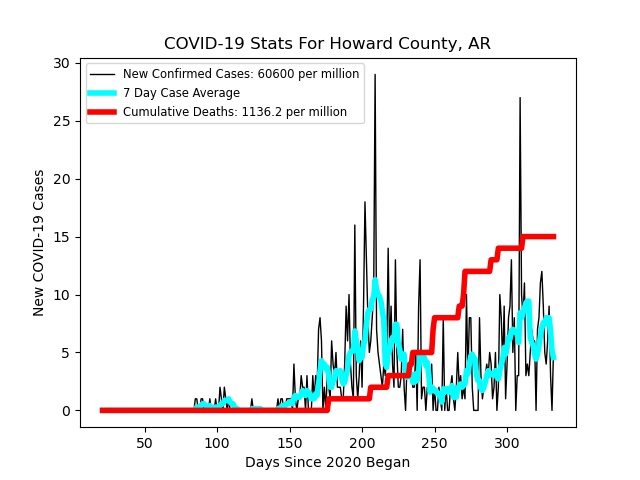 COVID-19 Stats For Howard County, AR
New Confirmed Cases: 60600 per million
7 Day Case Average
Cumulative Deaths: 1136.2 per million
New COVID-19 Cases
30
25
20
15
10
5
0
50 100 150 200 250 300
Days Since 2020 Began